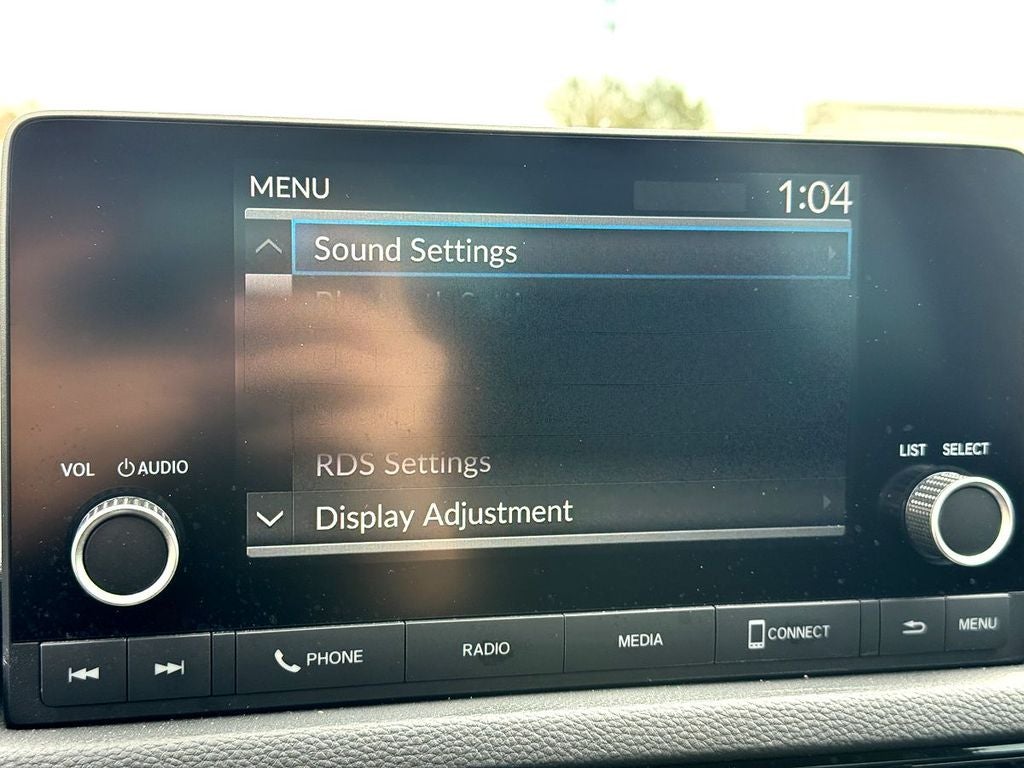 MENU
1:04
Sound Settings
RDS Settings
Display Adjustment
VOL
AUDIO
LIST SELECT
PHONE
RADIO
MEDIA
CONNECT
MENU